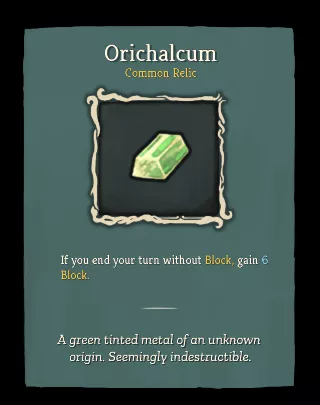 Orichalcum
Common Relic
If you end your turn without Block, gain 6
Block.
A green tinted metal of an unknown
origin. Seemingly indestructible.